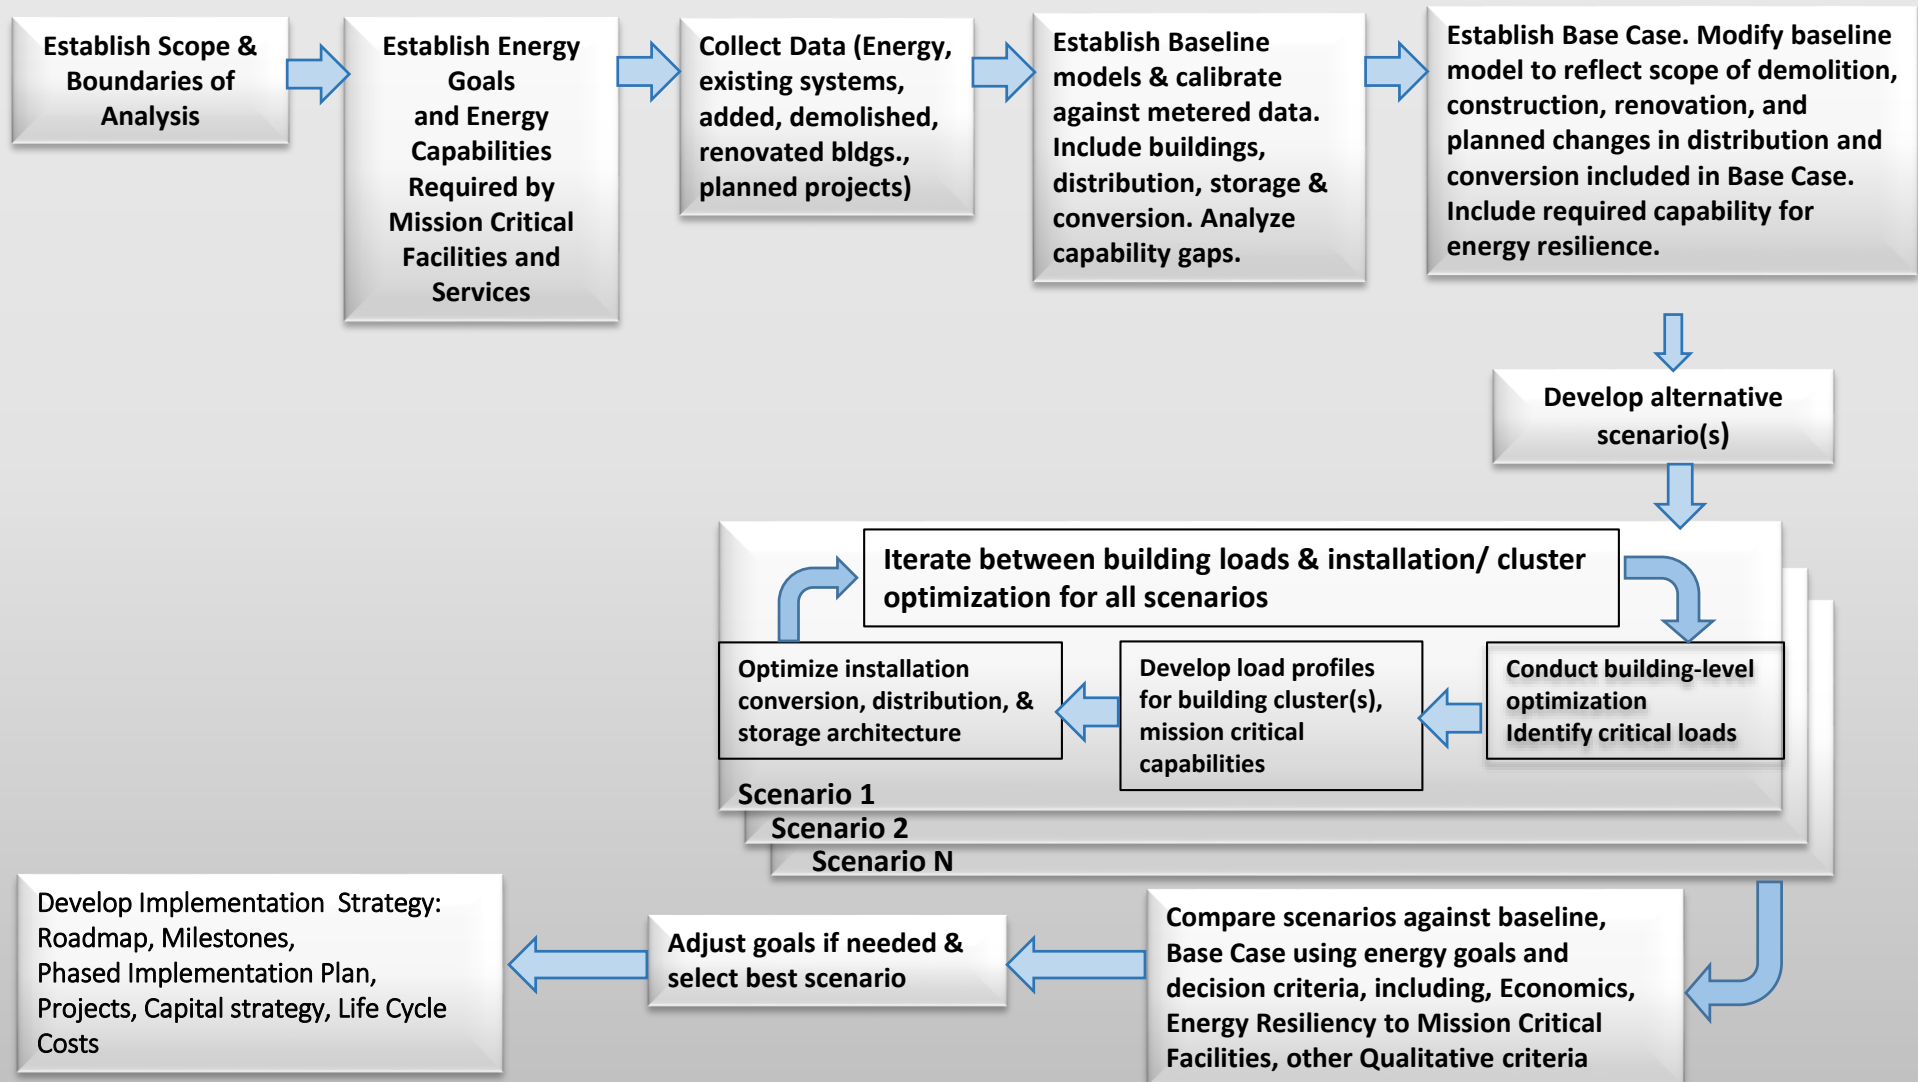 Establish Scope &
Boundaries of
Analysis
Establish Energy
Goals
and Energy
Capabilities
Required by
Mission Critical
Facilities and
Services
Collect Data (Energy,
existing systems,
added, demolished,
renovated bldgs.,
planned projects)
Establish Baseline
models & calibrate
against metered data.
Include buildings,
distribution, storage &
conversion. Analyze
capability gaps.
Establish Base Case. Modify baseline
model to reflect scope of demolition,
construction, renovation, and
planned changes in distribution and
conversion included in Base Case.
Include required capability for
energy resilience.
Develop alternative
scenario(s)
Iterate between building loads & installation/ cluster
optimization for all scenarios
Conduct building-level
optimization
Identify critical loads
Develop load profiles
for building cluster(s),
mission critical
capabilities
Optimize installation
conversion, distribution, &
storage architecture
Scenario 1
Scenario 2
Scenario N
Compare scenarios against baseline,
Base Case using energy goals and
decision criteria, including, Economics,
Energy Resiliency to Mission Critical
Facilities, other Qualitative criteria
Adjust goals if needed &
select best scenario
Develop Implementation Strategy:
Roadmap, Milestones,
Phased Implementation Plan,
Projects, Capital strategy, Life Cycle
Costs